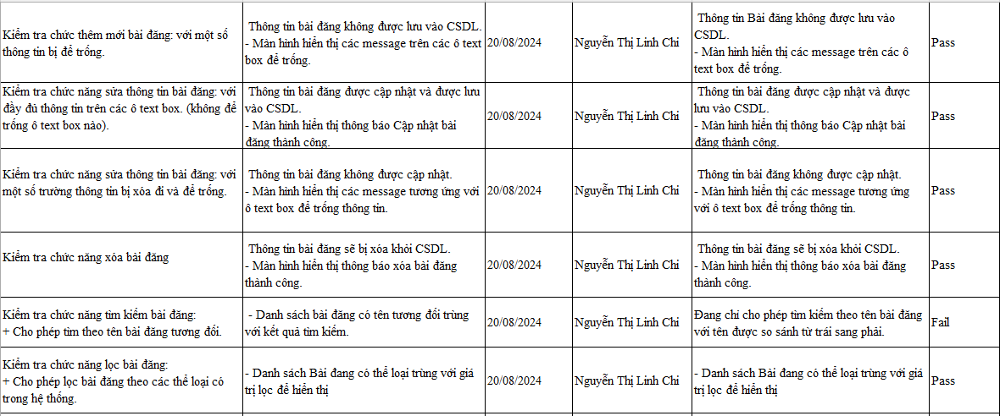 Kiểm tra chức thêm mới bài đăng: với một số
thông tin bị để trống.
Thông tin bài đăng không được lưu vào CSDL.
- Màn hình hiển thị các message trên các ô text
box để trống.
20/08/2024
Nguyễn Thị Linh Chi
Thông tin Bài đăng không được lưu vào
CSDL.
- Màn hình hiển thị các message trên các ô
text box để trống.
Pass
Kiểm tra chức năng sửa thông tin bài đăng: với
đầy đủ thông tin trên các ô text box. (không để
trống ô text box nào).
Thông tin bài đăng được cập nhật và được lưu
vào CSDL.
- Màn hình hiển thị thông báo Cập nhật bài
đăng thành công.
20/08/2024
Nguyễn Thị Linh Chi
Thông tin bài đăng được cập nhật và được
lưu vào CSDL.
- Màn hình hiển thị thông báo Cập nhật bài
đăng thành công.
Pass
Kiểm tra chức năng sửa thông tin bài đăng: với
một số trường thông tin bị xóa đi và để trống.
Thông tin bài đăng không được cập nhật.
- Màn hình hiển thị các message tương ứng với
ô text box để trống thông tin.
20/08/2024
Nguyễn Thị Linh Chi
Thông tin bài đăng không được cập nhật.
- Màn hình hiển thị các message tương ứng
với ô text box để trống thông tin.
Pass
Kiểm tra chức năng xóa bài đăng
Thông tin bài đăng sẽ bị xóa khỏi CSDL.
- Màn hình hiển thị thông báo xóa bài đăng
thành công.
20/08/2024
Nguyễn Thị Linh Chi
Thông tin bài đăng sẽ bị xóa khỏi CSDL.
- Màn hình hiển thị thông báo xóa bài đăng
thành công.
Pass
Kiểm tra chức năng tìm kiếm bài đăng:
+ Cho phép tìm theo tên bài đăng tương đối.
- Danh sách bài đăng có tên tương đối trùng
với kết quả tìm kiếm.
20/08/2024
Nguyễn Thị Linh Chi
Đang chỉ cho phép tìm kiếm theo tên bài đăng
với tên được so sánh từ trái sang phải.
Fail
Kiểm tra chức năng lọc bài đăng:
+ Cho phép lọc bài đăng theo các thể loại có
trong hệ thống.
- Danh sách Bài đang có thể loại trùng với giá
trị lọc để hiển thị
20/08/2024
Nguyễn Thị Linh Chi
- Danh sách Bài đang có thể loại trùng với giá
trị lọc để hiển thị
Pass